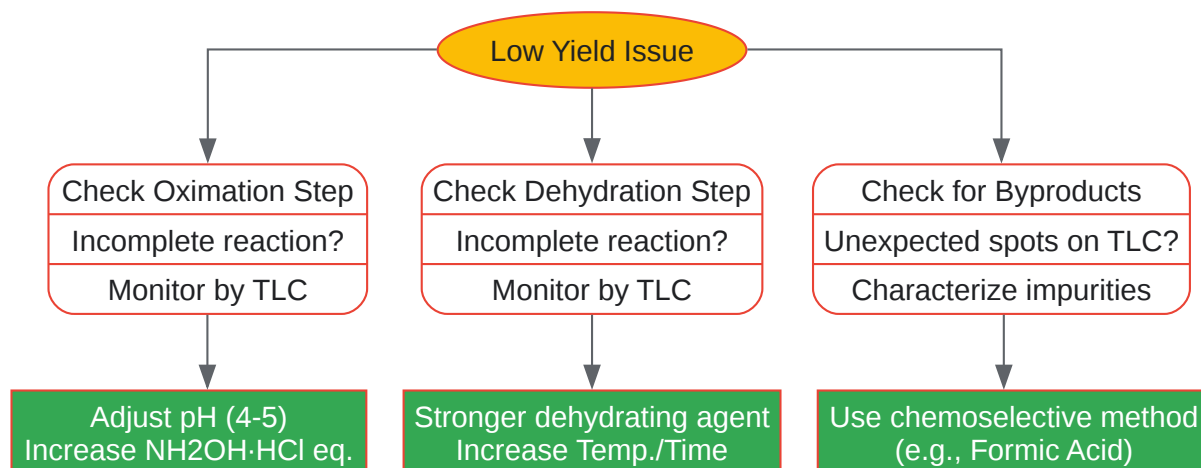 Low Yield Issue
Check Oximation Step
Incomplete reaction?
Monitor by TLC
Check Dehydration Step
Incomplete reaction?
Monitor by TLC
Check for Byproducts
Unexpected spots on TLC?
Characterize impurities
Adjust pH (4-5)
Increase NH2OH·HCl eq.
Stronger dehydrating agent
Increase Temp./Time
Use chemoselective method
(e.g., Formic Acid)